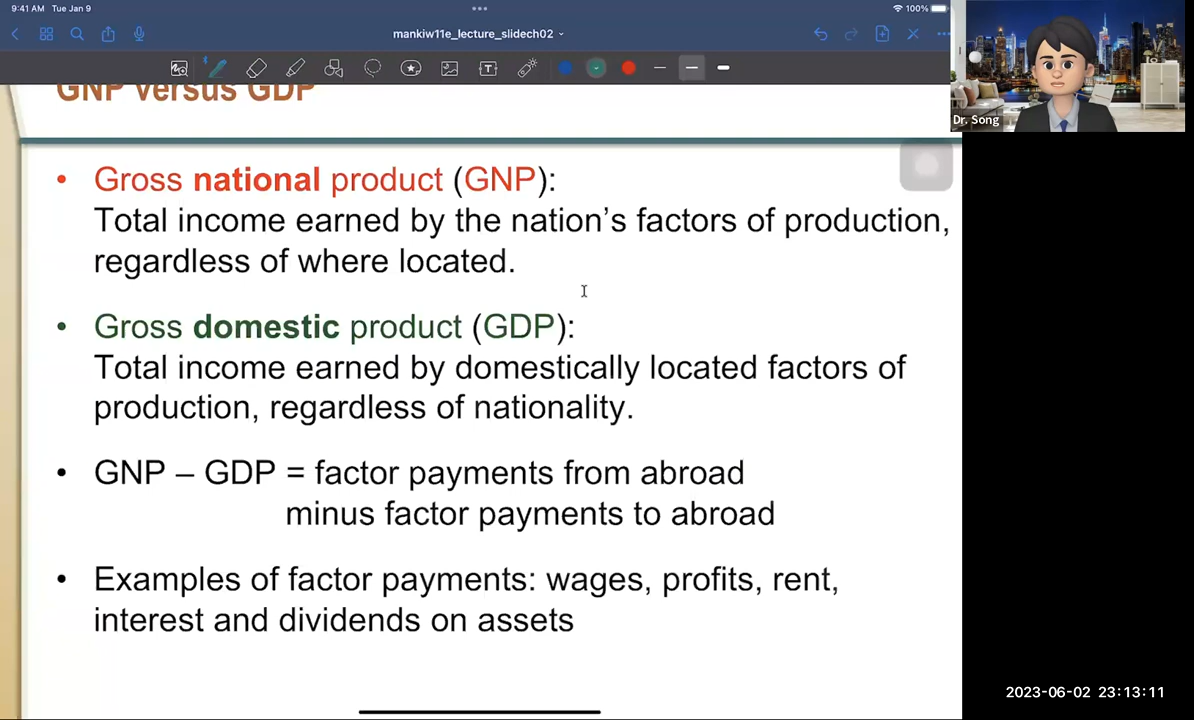 9:41 AM Tue Jan 9
100%
mankiw11e_lecture_slidech02
GNP versus GDP
Dr. Song
• Gross national product (GNP):
Total income earned by the nation’s factors of production,
regardless of where located.
• Gross domestic product (GDP):
Total income earned by domestically located factors of
production, regardless of nationality.
• GNP – GDP = factor payments from abroad
minus factor payments to abroad
• Examples of factor payments: wages, profits, rent,
interest and dividends on assets
2023-06-02 23:13:11